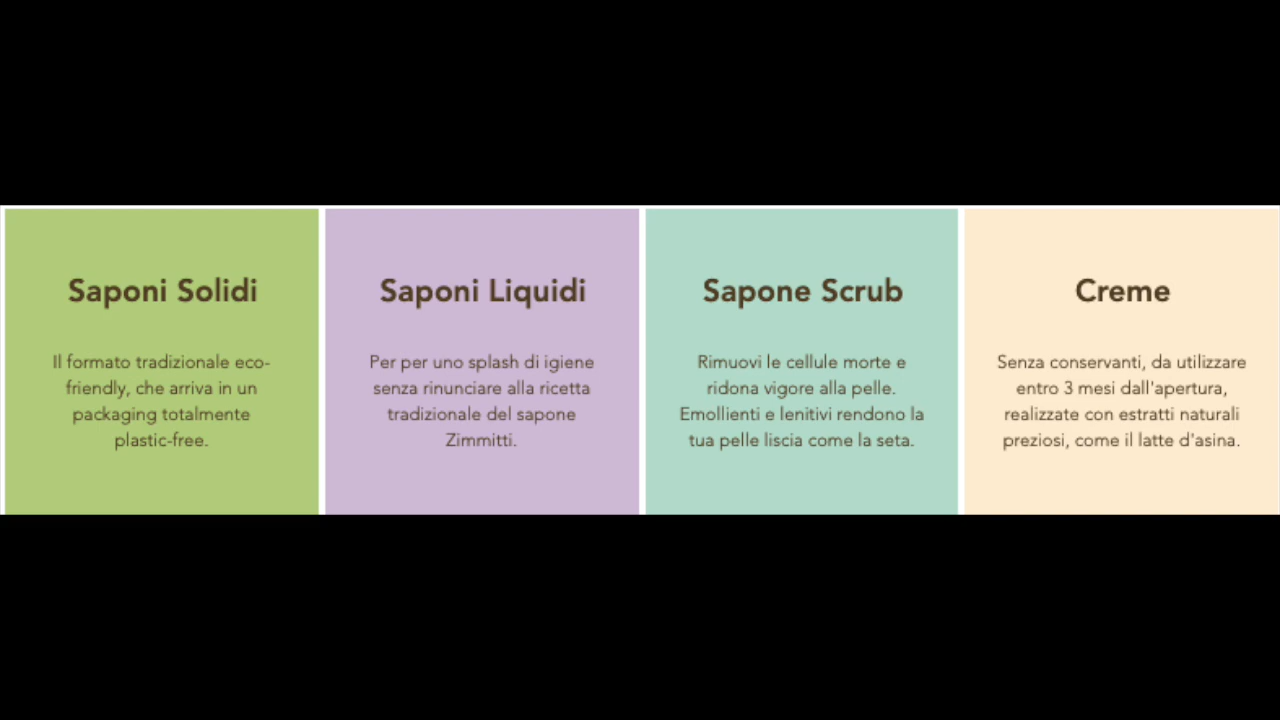 Saponi Solidi
Il formato tradizionale eco-
friendly, che arriva in un
packaging totalmente
plastic-free.
Saponi Liquidi
Per per uno splash di igiene
senza rinunciare alla ricetta
tradizionale del sapone
Zimmitti.
Sapone Scrub
Rimuovi le cellule morte e
ridona vigore alla pelle.
Emollienti e lenitivi rendono la
tua pelle liscia come la seta.
Creme
Senza conservanti, da utilizzare
entro 3 mesi dall'apertura,
realizzate con estratti naturali
preziosi, come il latte d'asina.